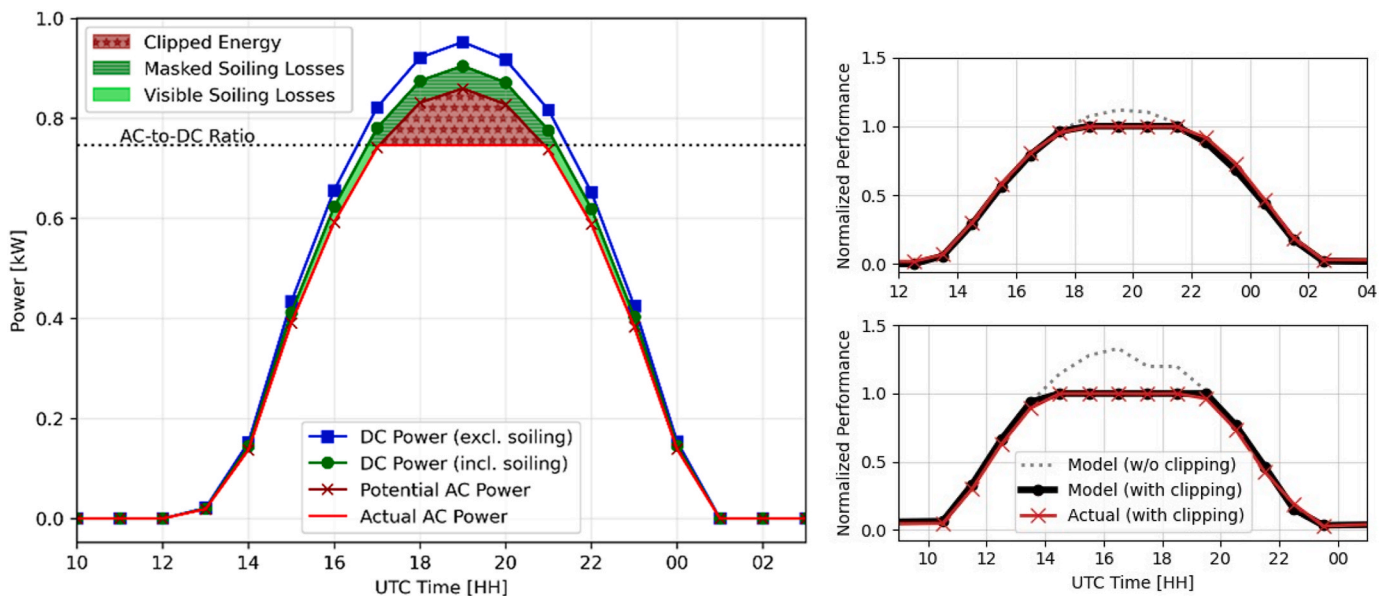 1.0
0.8
0.6
0.4
0.2
0.0
Power [kW]
Clipped Energy
Masked Soiling Losses
Visible Soiling Losses
AC-to-DC Ratio
DC Power (excl. soiling)
DC Power (incl. soiling)
Potential AC Power
Actual AC Power
10 12 14 16 18 20 22 00 02
UTC Time [HH]
1.5
1.0
0.5
0.0
Normalized Performance
12 14 16 18 20 22 00 02 04
1.5
1.0
0.5
0.0
Normalized Performance
Model (w/o clipping)
Model (with clipping)
Actual (with clipping)
10 12 14 16 18 20 22 00
UTC Time [HH]